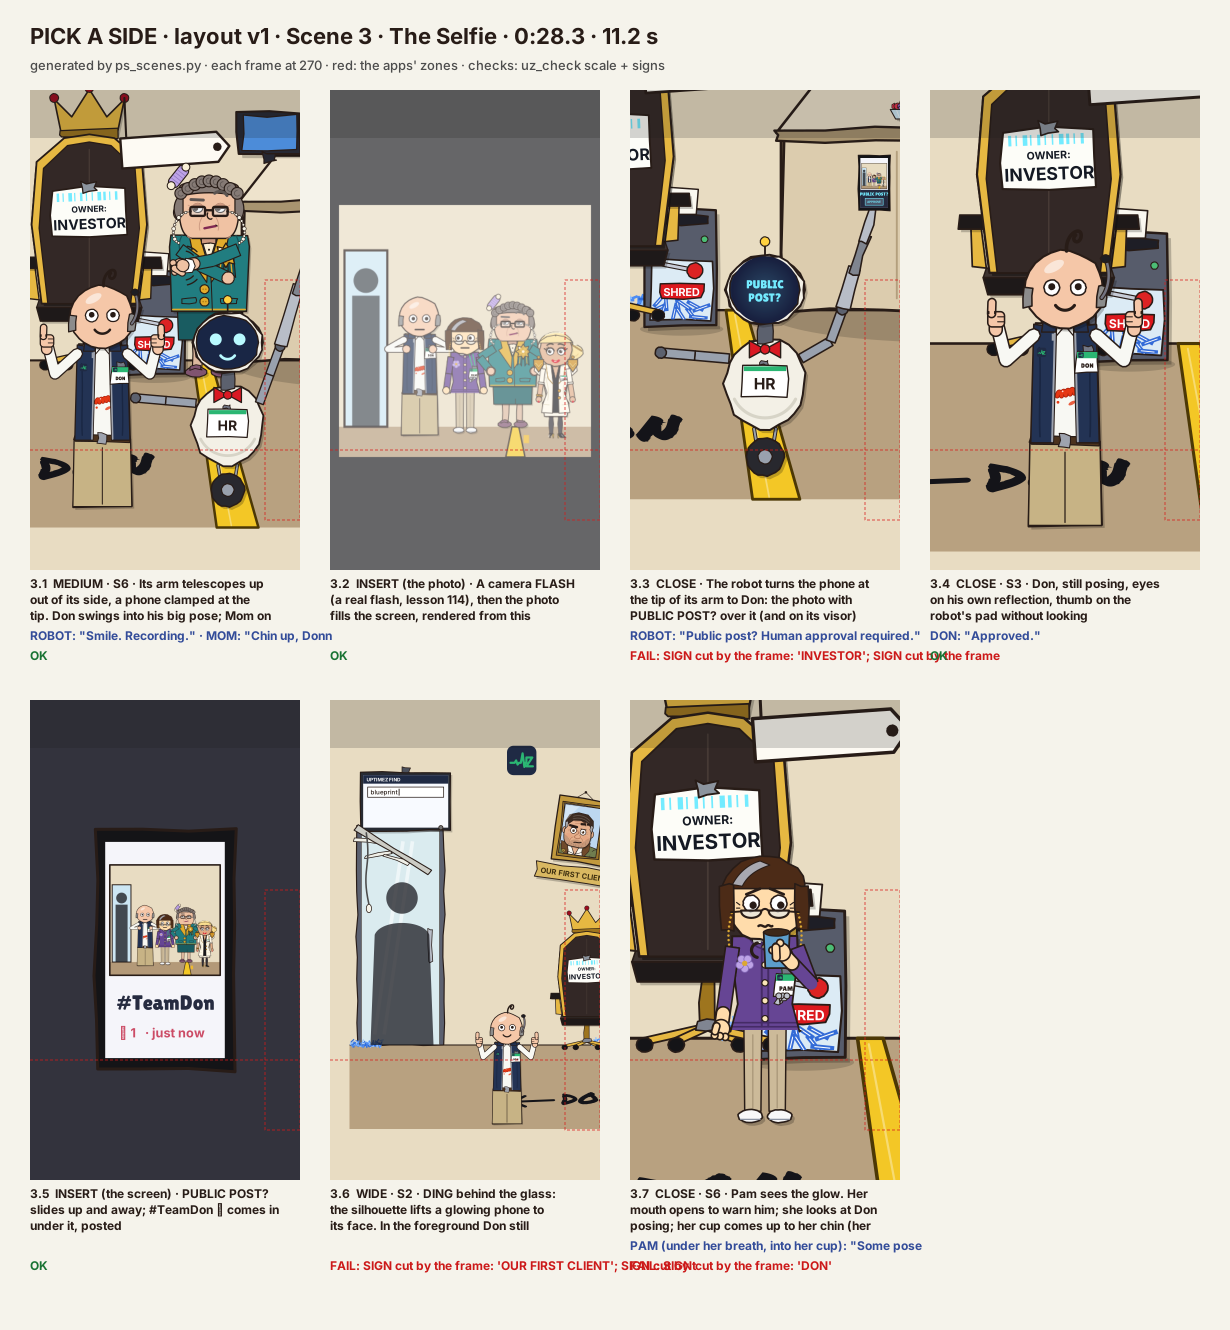 PICK A SIDE · layout v1 · Scene 3 · The Selfie · 0:28.3 · 11.2 s
generated by ps_scenes.py · each frame at 270 · red: the apps' zones · checks: uz_check scale + signs
OWNER:
INVESTOR
SH
DON
HR
3.1 MEDIUM · S6 · Its arm telescopes up
out of its side, a phone clamped at the
tip. Don swings into his big pose; Mom on
ROBOT: "Smile. Recording." · MOM: "Chin up, Donn
OK
3.2 INSERT (the photo) · A camera FLASH
(a real flash, lesson 114), then the photo
fills the screen, rendered from this
OK
OR
SHRED
PUBLIC
POST?
HR
PUBLIC POST?
3.3 CLOSE · The robot turns the phone at
the tip of its arm to Don: the photo with
PUBLIC POST? over it (and on its visor)
ROBOT: "Public post? Human approval required."
FAIL: SIGN cut by the frame: 'INVESTOR'; SIGN cut by the frame
OWNER:
INVESTOR
SH
DON
3.4 CLOSE · S3 · Don, still posing, eyes
on his own reflection, thumb on the
robot's pad without looking
DON: "Approved."
OK
#TeamDon
1 · just now
3.5 INSERT (the screen) · PUBLIC POST?
slides up and away; #TeamDon comes in
under it, posted
OK
UPTIMEZ FIND
blueprint
OUR FIRST CLIEN
OWNER:
INVESTO
DO
3.6 WIDE · S2 · DING behind the glass:
the silhouette lifts a glowing phone to
its face. In the foreground Don still
FAIL: SIGN cut by the frame: 'OUR FIRST CLIENT'; SIGN cut by t
OWNER:
INVESTOR
PAM
RED
3.7 CLOSE · S6 · Pam sees the glow. Her
mouth opens to warn him; she looks at Don
posing; her cup comes up to her chin (her
PAM (under her breath, into her cup): "Some pose
FAIL: SIGN cut by the frame: 'DON'